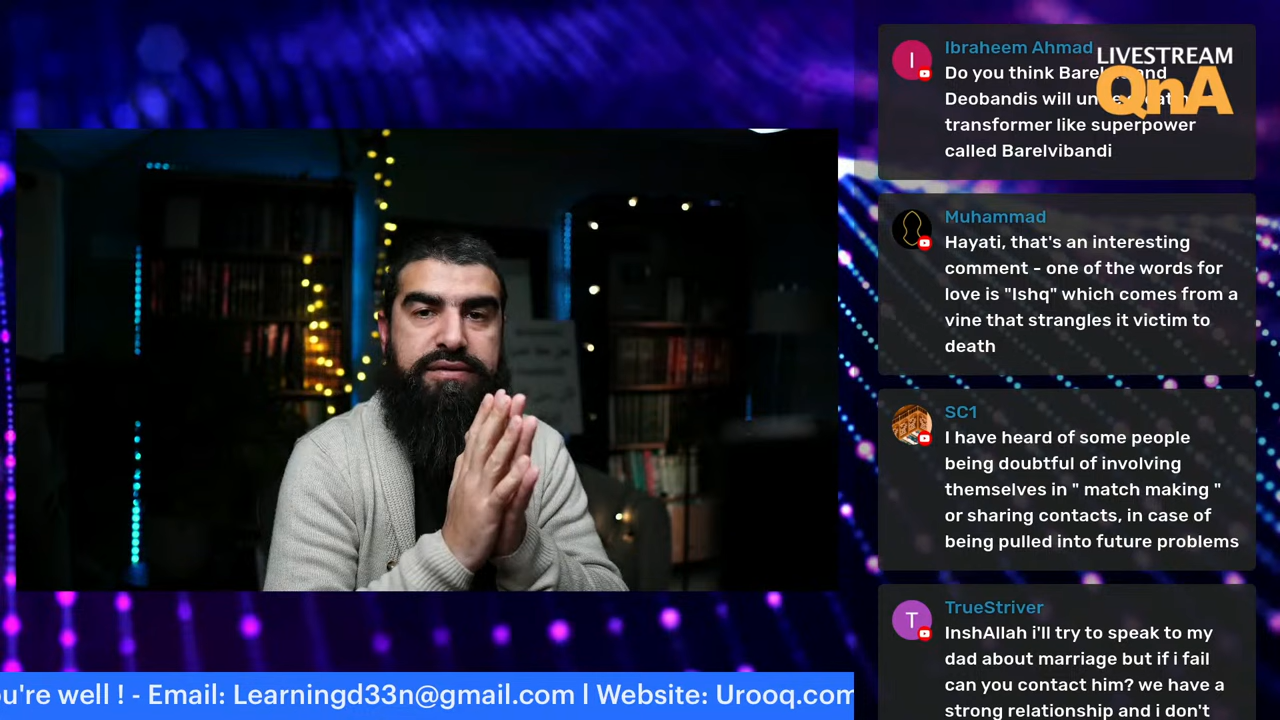 Ibraheem Ahmad
LIVESTREAM
QnA
Do you think and
Deobandis will
transformer like superpower
called Barelvibandi
Muhammad
Hayati, that's an interesting
comment - one of the words for
love is "Ishq" which comes from a
vine that strangles it victim to
death
SC1
I have heard of some people
being doubtful of involving
themselves in " match making "
or sharing contacts, in case of
being pulled into future problems
T
TrueStriver
InshAllah i'll try to speak to my
dad about marriage but if i fail
can you contact him? we have a
strong relationship and i don't
ou're well ! - Email: Learningd33n@gmail.com l Website: Urooq.com